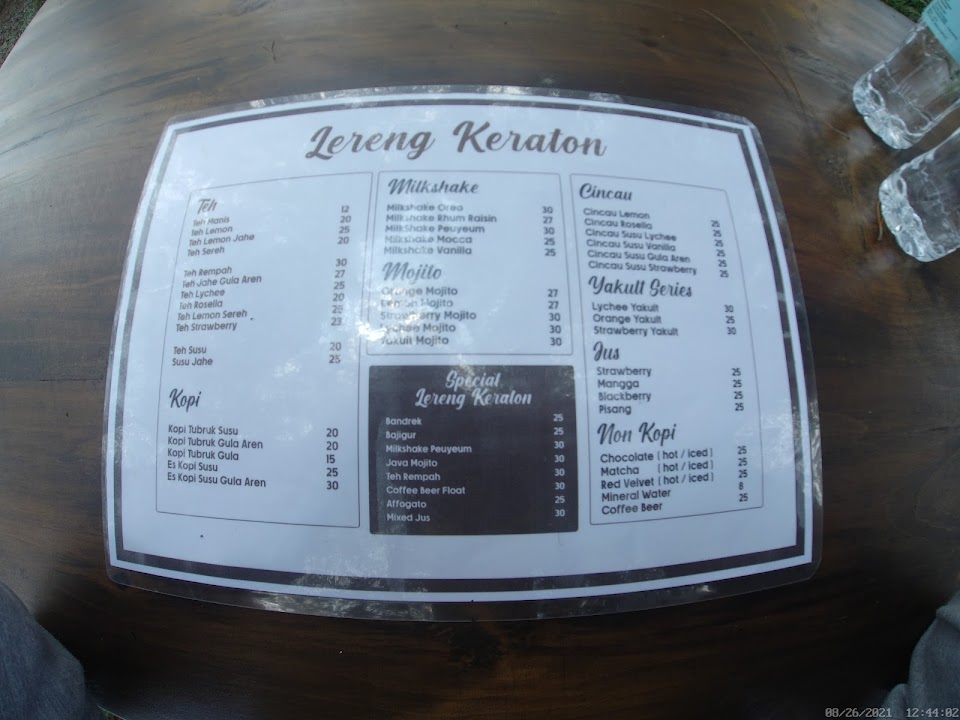 Lereng Keraton
Teh
Teh Manis 12
Teh Lemon 20
Teh Lemon Jahe 25
Teh Sereh 20
Teh Rempah 30
Teh Jahe Gula Aren 27
Teh Lychee 25
Teh Rosella 20
Teh Lemon Sereh 25
Teh Strawberry 23
Teh Susu 20
Susu Jahe 25
Kopi
Kopi Tubruk Susu 20
Kopi Tubruk Gula Aren 20
Kopi Tubruk Gula 15
Es Kopi Susu 25
Es Kopi Susu Gula Aren 30
Milkshake
Milkshake Oreo 30
Milkshake Rhum Raisin 27
Milkshake Peuyeum 30
Milkshake Mocca 25
Milkshake Vanilla 25
Mojito
Orange Mojito 27
Lemon Mojito 27
Strawberry Mojito 30
Lychee Mojito 30
Yakult Mojito 30
Special
Lereng Keraton
Bandrek 25
Bajigur 25
Milkshake Peuyeum 30
Java Mojito 30
Teh Rempah 30
Coffee Beer Float 30
Affogato 25
Mixed Jus 30
Cincau
Cincau Lemon 25
Cincau Rosella 25
Cincau Susu Lychee 25
Cincau Susu Vanilla 25
Cincau Susu Gula Aren 25
Cincau Susu Strawberry 25
Yakult Series
Lychee Yakult 30
Orange Yakult 25
Strawberry Yakult 30
Jus
Strawberry 25
Mangga 25
Blackberry 25
Pisang 25
Non Kopi
Chocolate (hot / iced) 25
Matcha (hot / iced) 25
Red Velvet (hot / iced) 25
Mineral Water 8
Coffee Beer 25
08/26/2021 12:44:02